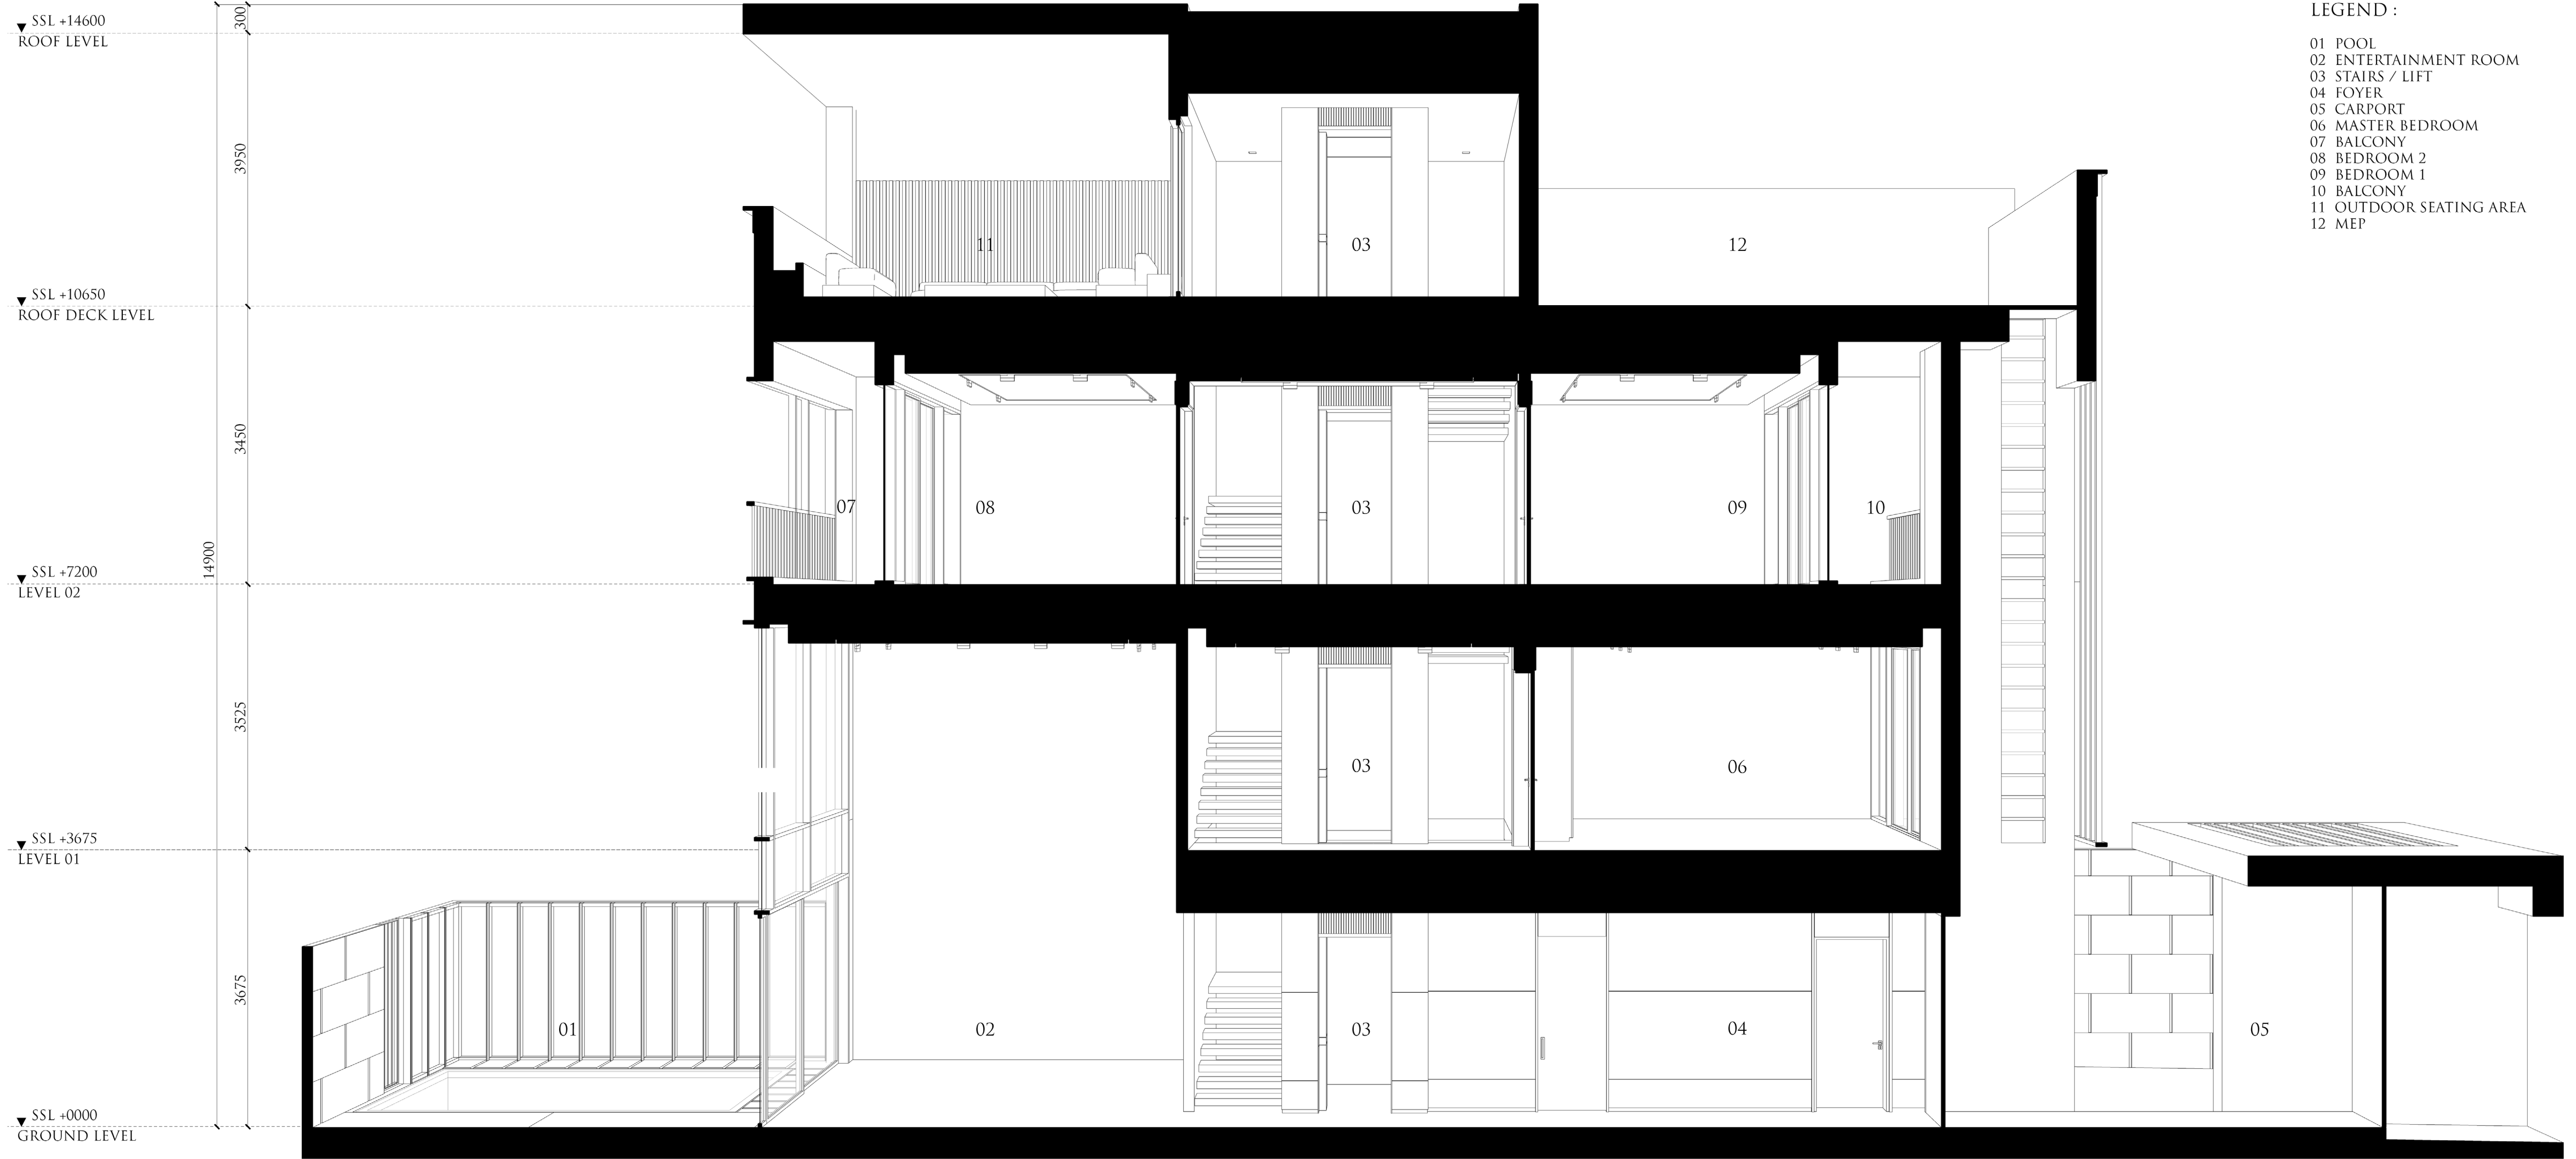 SSL +14600
ROOF LEVEL
300
LEGEND :
01 POOL
02 ENTERTAINMENT ROOM
03 STAIRS / LIFT
04 FOYER
05 CARPORT
06 MASTER BEDROOM
07 BALCONY
08 BEDROOM 2
09 BEDROOM 1
10 BALCONY
11 OUTDOOR SEATING AREA
12 MEP
3950
11
03
12
SSL +10650
ROOF DECK LEVEL
3450
07
08
03
09
10
14900
SSL +7200
LEVEL 02
3525
03
06
SSL +3675
LEVEL 01
3675
01
02
03
04
05
SSL +0000
GROUND LEVEL